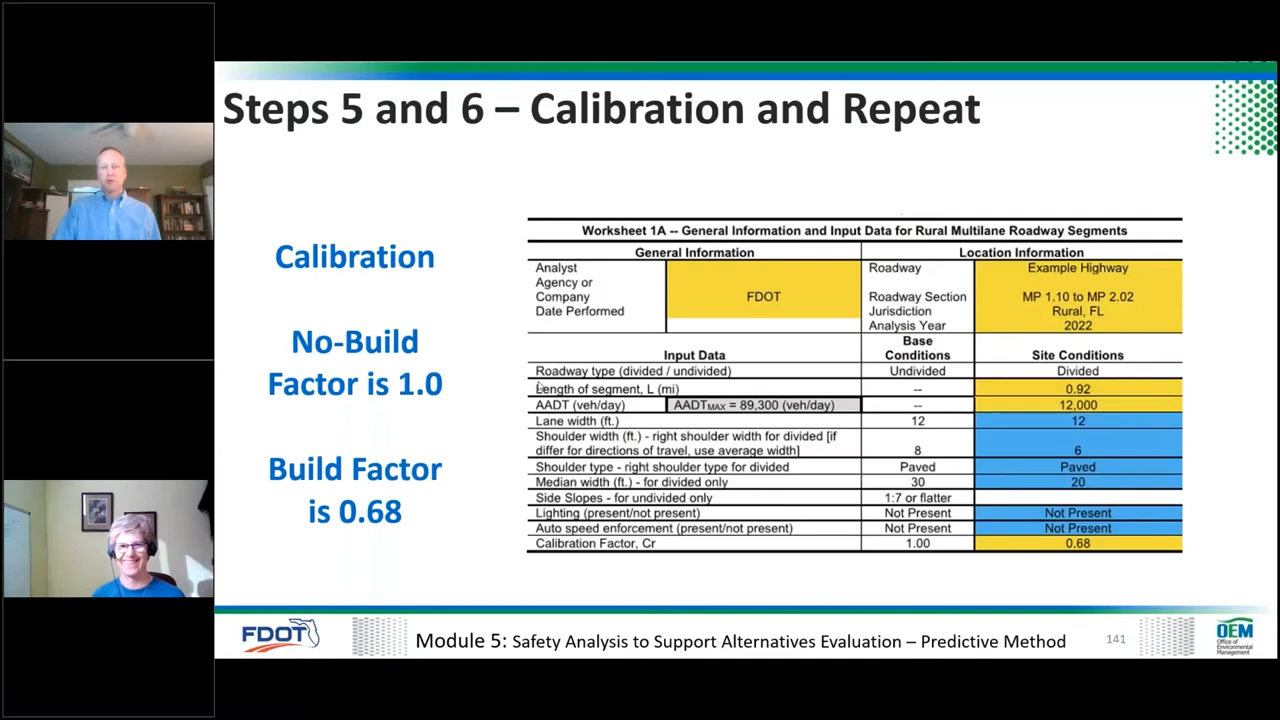 Steps 5 and 6 – Calibration and Repeat
Calibration
No-Build
Factor is 1.0
Build Factor
is 0.68
Worksheet 1A -- General Information and Input Data for Rural Multilane Roadway Segments
General Information Location Information
Analyst Roadway Example Highway
Agency or
Company FDOT Roadway Section MP 1.10 to MP 2.02
Date Performed Jurisdiction Rural, FL
Analysis Year 2022
Input Data Base Conditions Site Conditions
Roadway type (divided / undivided) Undivided Divided
Length of segment, L (mi) -- 0.92
AADT (veh/day) AADTMAX = 89,300 (veh/day) -- 12,000
Lane width (ft.) 12 12
Shoulder width (ft.) - right shoulder width for divided [if
differ for directions of travel, use average width] 8 6
Shoulder type - right shoulder type for divided Paved Paved
Median width (ft.) - for divided only 30 20
Side Slopes - for undivided only 1:7 or flatter
Lighting (present/not present) Not Present Not Present
Auto speed enforcement (present/not present) Not Present Not Present
Calibration Factor, Cr 1.00 0.68
FDOT
Module 5: Safety Analysis to Support Alternatives Evaluation – Predictive Method
141
OEM
Office of
Environmental
Management